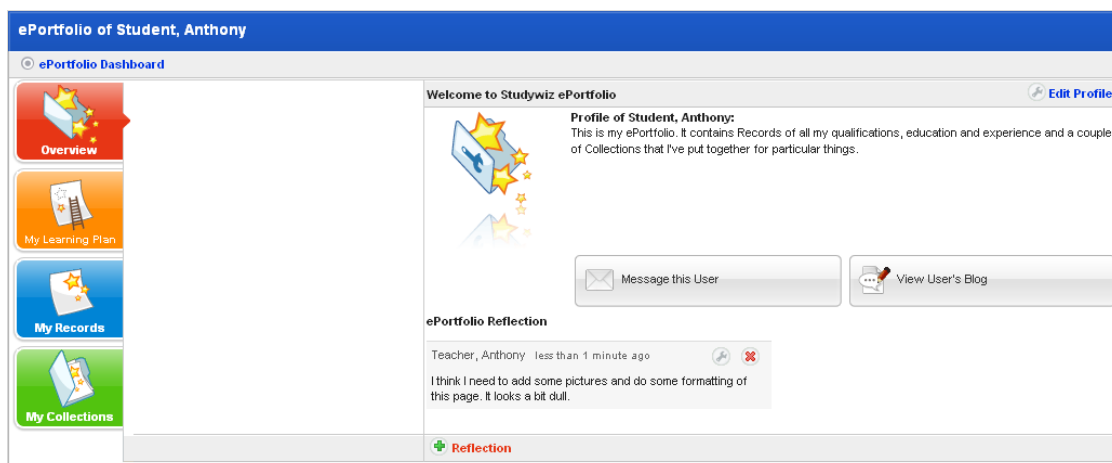 ePortfolio of Student, Anthony
ePortfolio Dashboard
Overview
My Learning Plan
My Records
My Collections
Welcome to Studywiz ePortfolio
Edit Profile
Profile of Student, Anthony:
This is my ePortfolio. It contains Records of all my qualifications, education and experience and a couple
of Collections that I've put together for particular things.
Message this User
View User's Blog
ePortfolio Reflection
Teacher, Anthony less than 1 minute ago
I think I need to add some pictures and do some formatting of
this page. It looks a bit dull.
Reflection